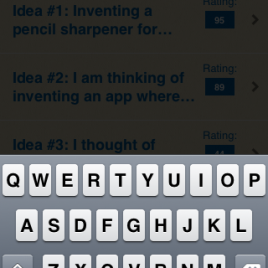 Rating:
Idea #1: Inventing a
pencil sharpener for...
95
Rating:
Idea #2: I am thinking of
inventing an app where...
89
Rating:
Idea #3: I thought of
44
Q W E R T Y U I O P
A S D F G H J K L
Z X C V B N M